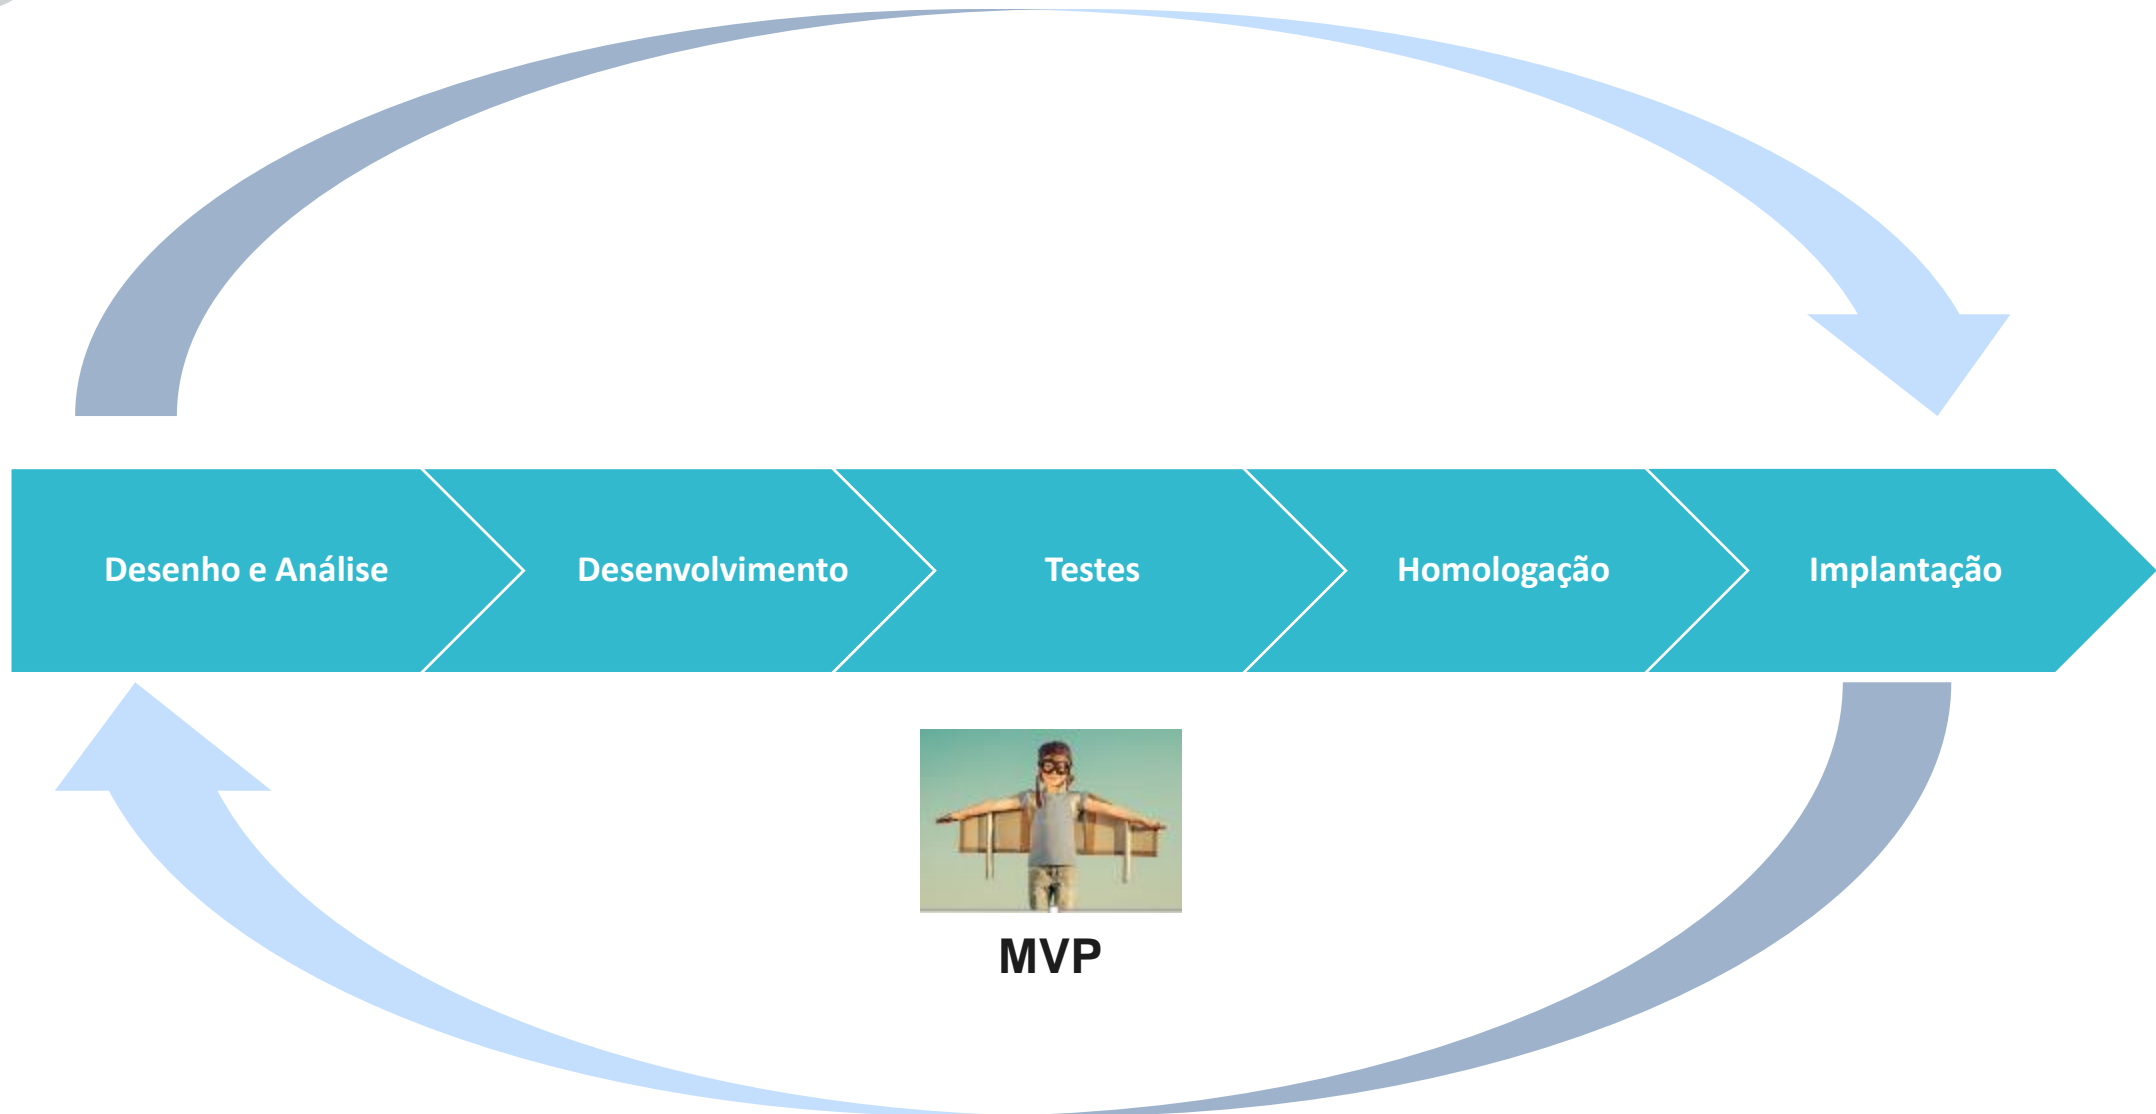 Desenho e Análise
Desenvolvimento
Testes
Homologação
Implantação
MVP